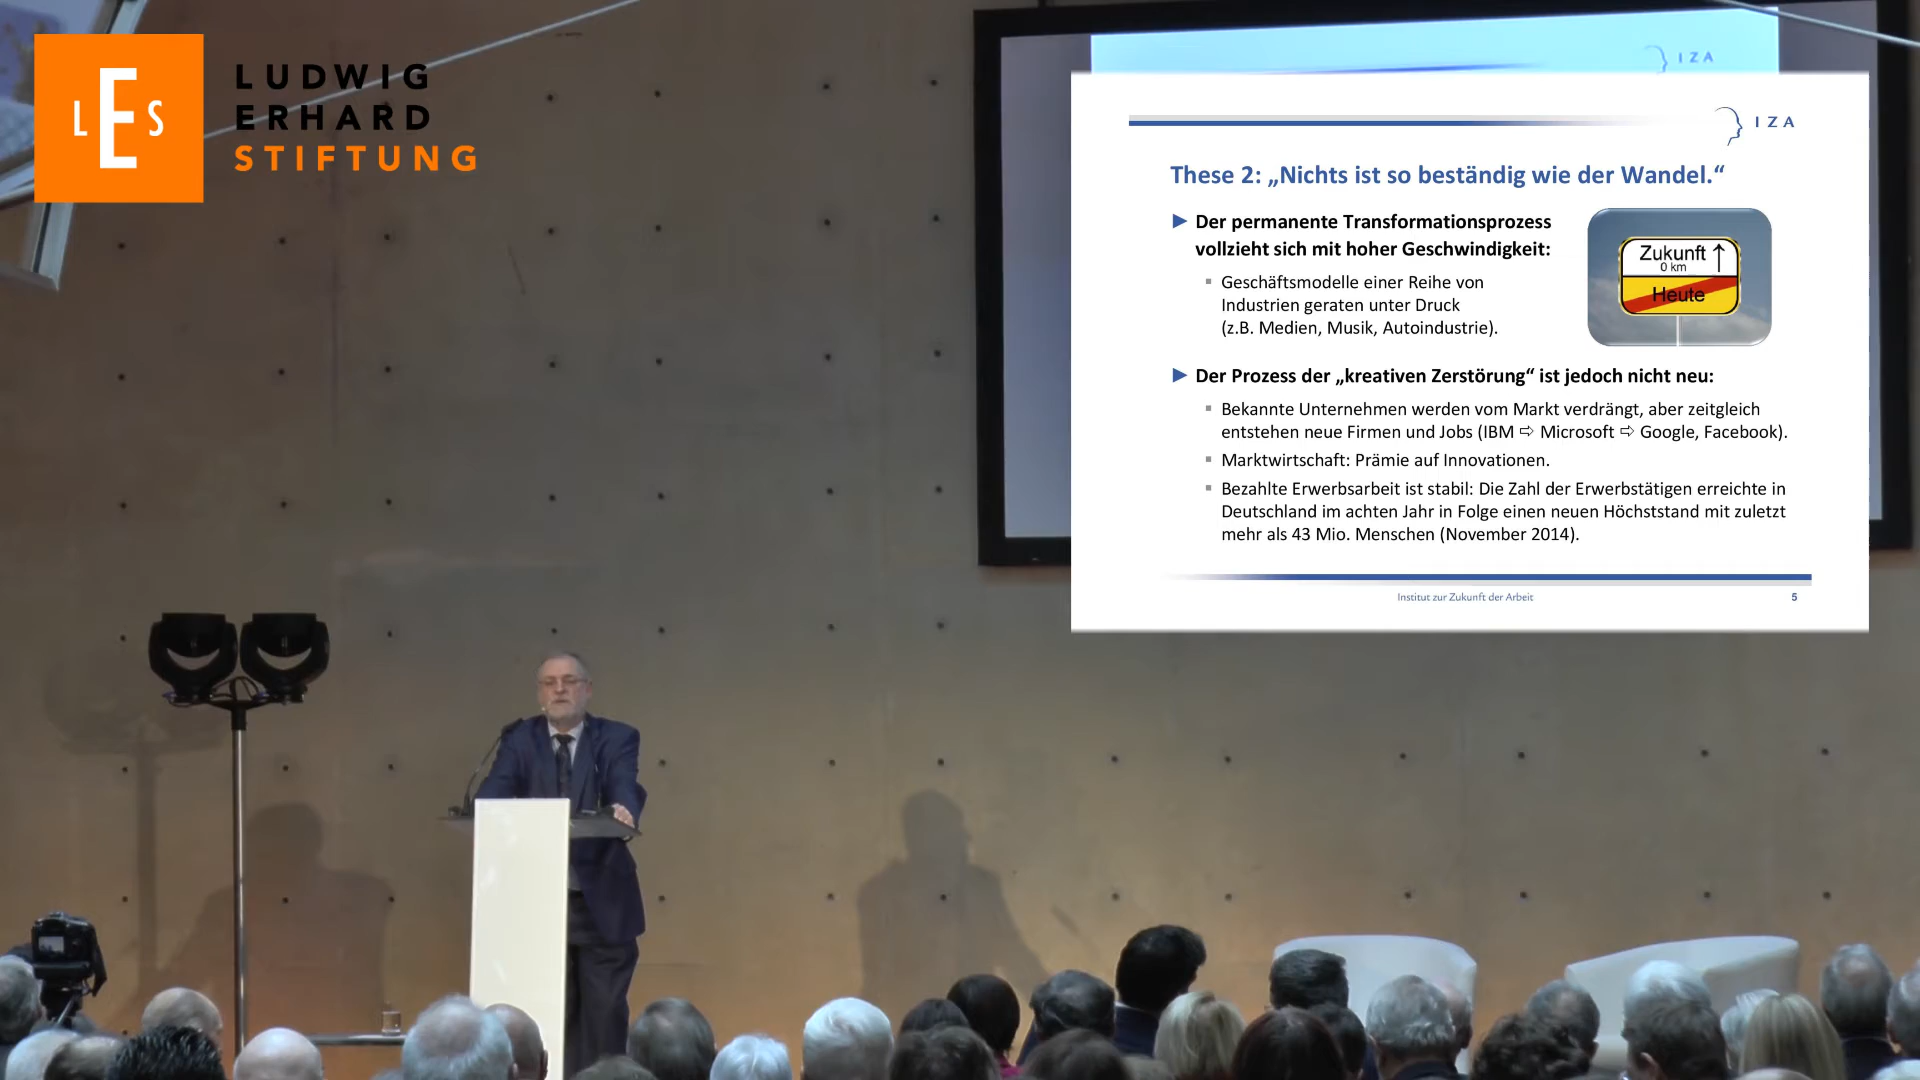 LES
LUDWIG
ERHARD
STIFTUNG
IZA
IZA
These 2: „Nichts ist so beständig wie der Wandel.“
Der permanente Transformationsprozess
vollzieht sich mit hoher Geschwindigkeit:
Geschäftsmodelle einer Reihe von
Industrien geraten unter Druck
(z.B. Medien, Musik, Autoindustrie).
Zukunft ↑
0 km
Heute
Der Prozess der „kreativen Zerstörung“ ist jedoch nicht neu:
Bekannte Unternehmen werden vom Markt verdrängt, aber zeitgleich
entstehen neue Firmen und Jobs (IBM ⇨ Microsoft ⇨ Google, Facebook).
Marktwirtschaft: Prämie auf Innovationen.
Bezahlte Erwerbsarbeit ist stabil: Die Zahl der Erwerbstätigen erreichte in
Deutschland im achten Jahr in Folge einen neuen Höchststand mit zuletzt
mehr als 43 Mio. Menschen (November 2014).
Institut zur Zukunft der Arbeit
5